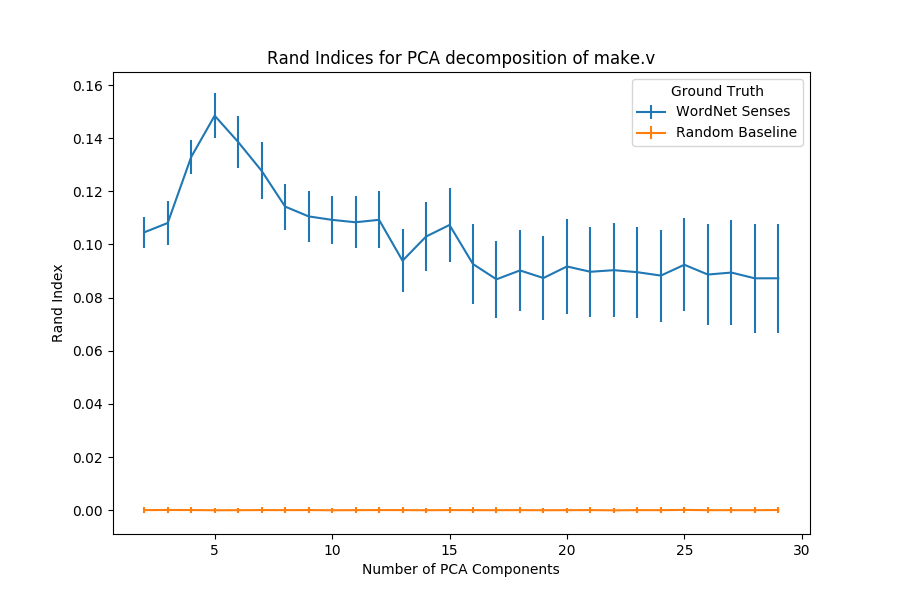 Rand Indices for PCA decomposition of make.v
Ground Truth
WordNet Senses
Random Baseline
0.16
0.14
0.12
0.10
0.08
0.06
0.04
0.02
0.00
Rand Index
5 10 15 20 25 30
Number of PCA Components